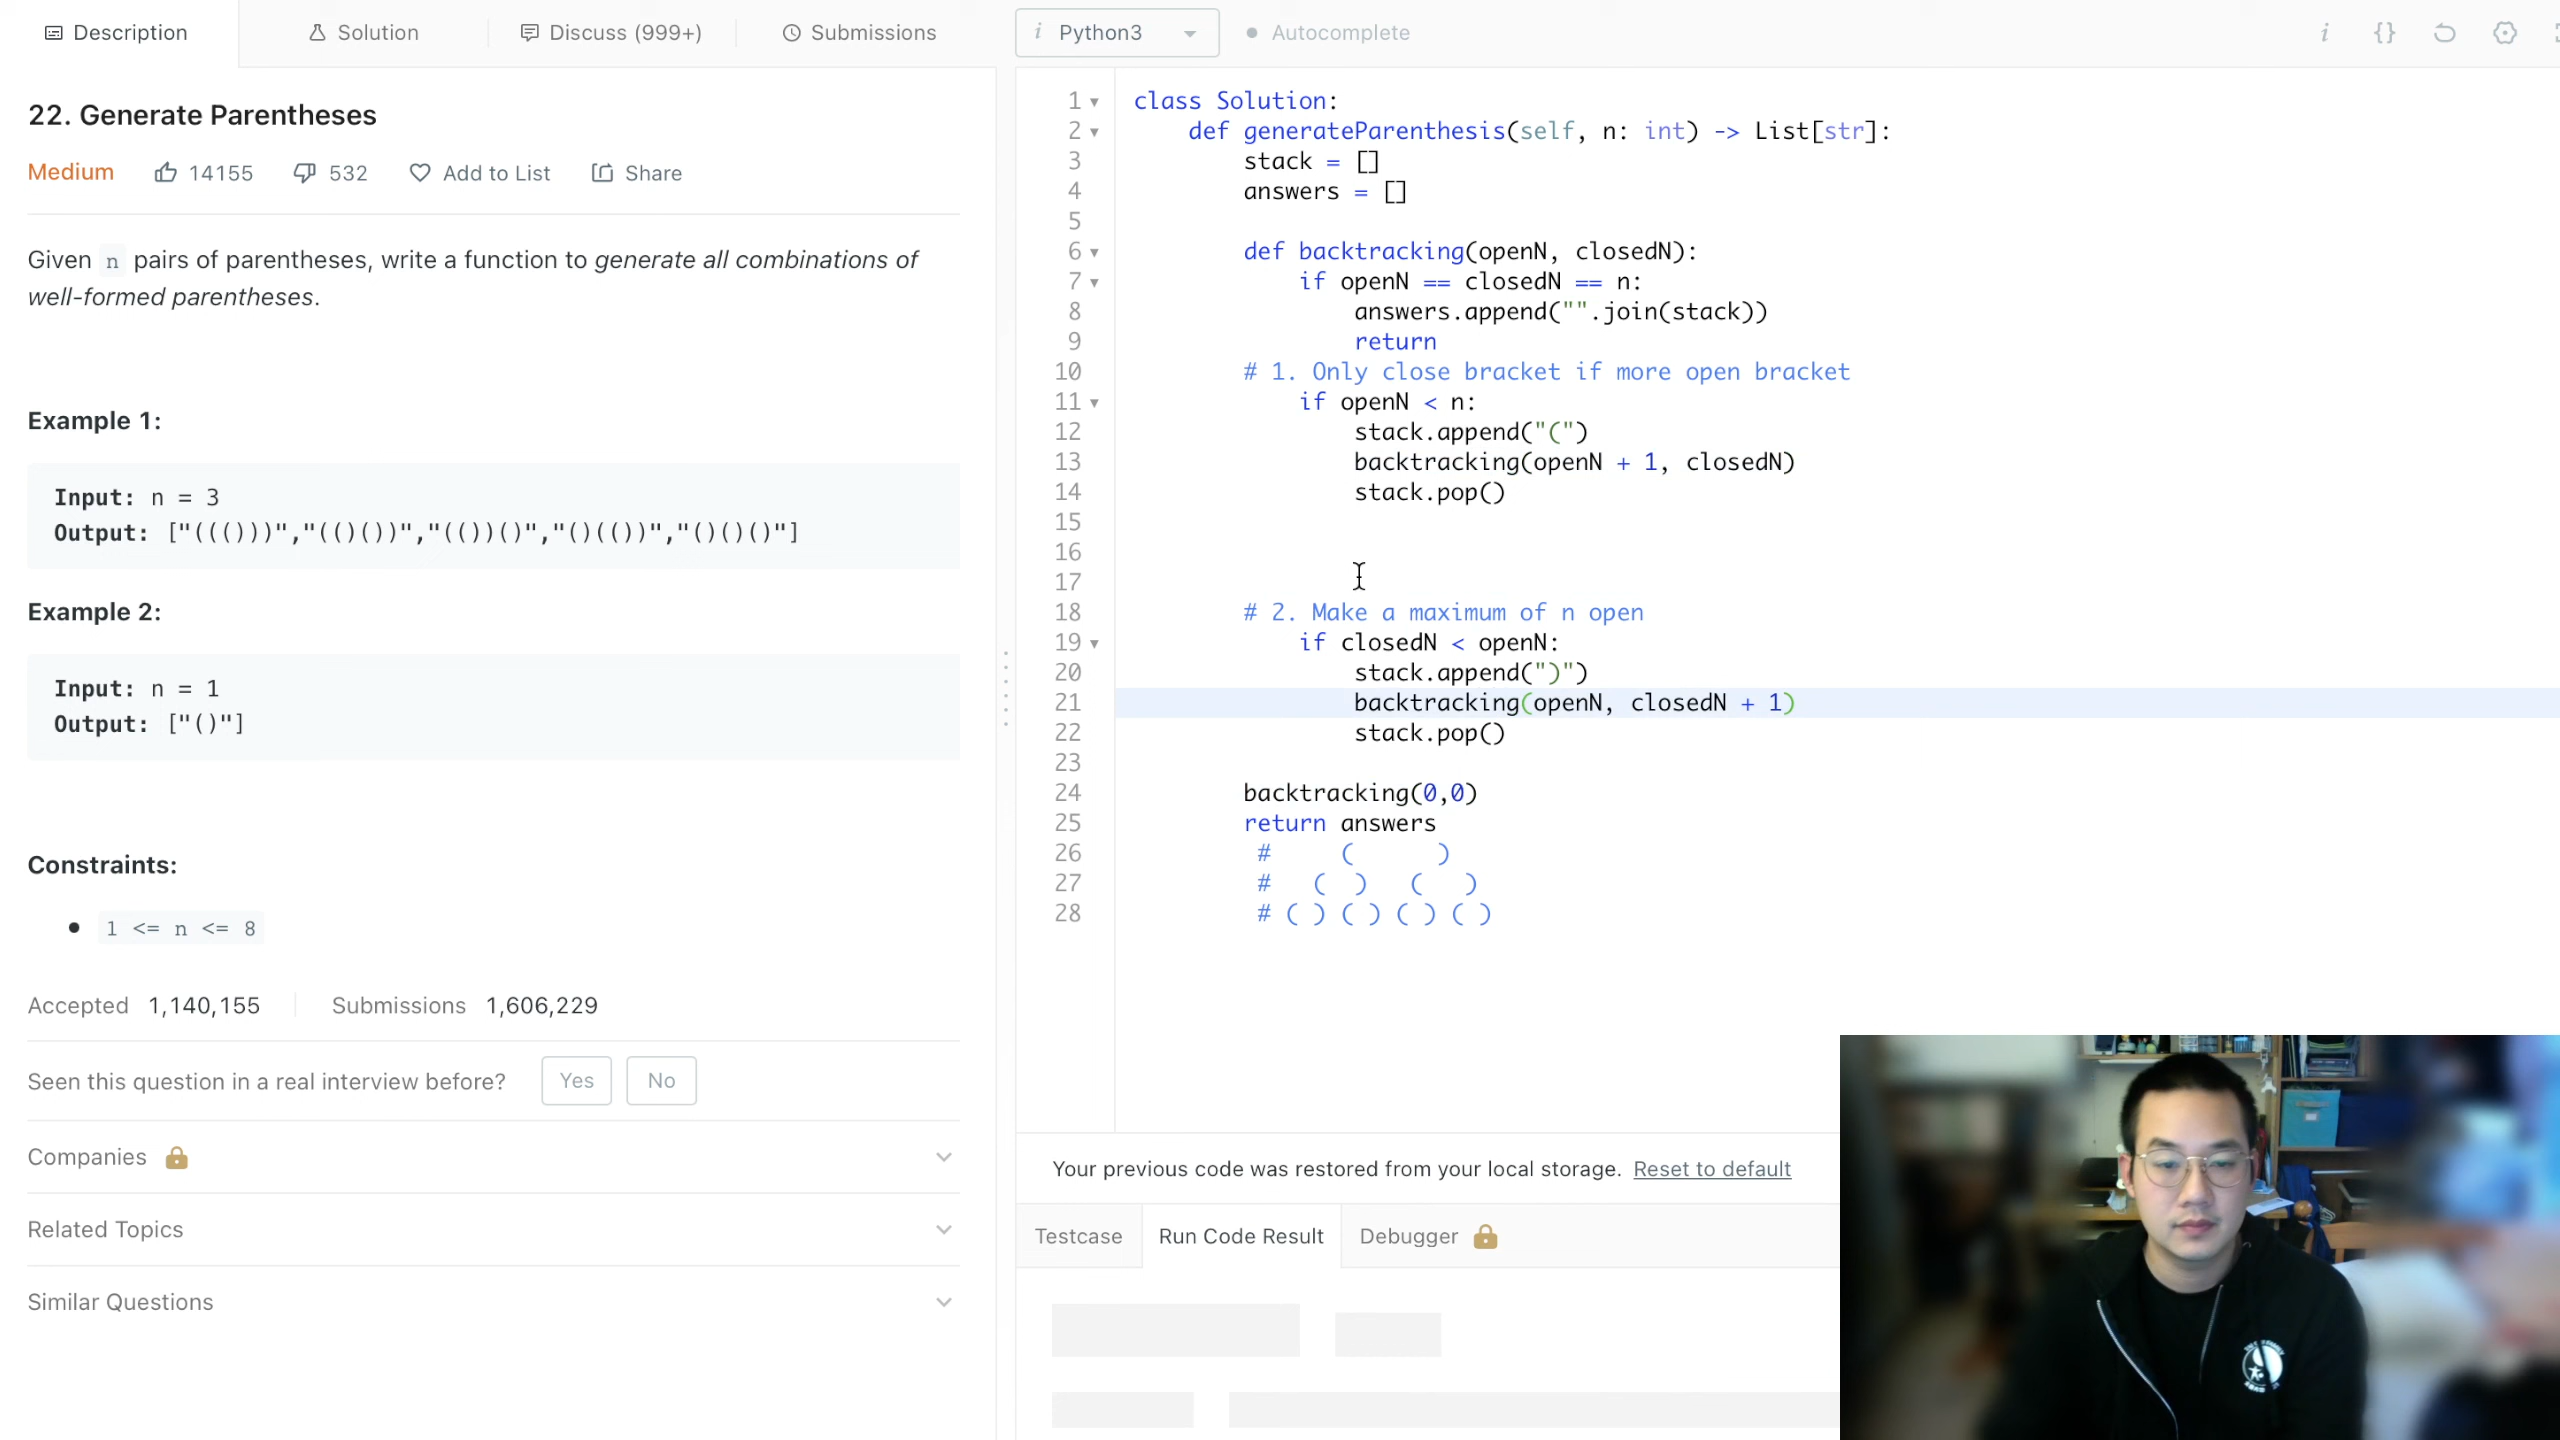 Description
Solution
Discuss (999+)
Submissions
i Python3
Autocomplete
i {}
22. Generate Parentheses
Medium 14155 532 Add to List Share
Given n pairs of parentheses, write a function to generate all combinations of
well-formed parentheses.
Example 1:
Input: n = 3
Output: ["((()))","(()())","(())()","()(())","()()()"]
Example 2:
Input: n = 1
Output: ["()"]
Constraints:
• 1 <= n <= 8
Accepted 1,140,155 Submissions 1,606,229
Seen this question in a real interview before? Yes No
Companies
Related Topics
Similar Questions
1 class Solution:
2     def generateParenthesis(self, n: int) -> List[str]:
3         stack = []
4         answers = []
5
6         def backtracking(openN, closedN):
7             if openN == closedN == n:
8                 answers.append("".join(stack))
9                 return
10         # 1. Only close bracket if more open bracket
11             if openN < n:
12                 stack.append("(")
13                 backtracking(openN + 1, closedN)
14                 stack.pop()
15
16
17
18         # 2. Make a maximum of n open
19             if closedN < openN:
20                 stack.append(")")
21                 backtracking(openN, closedN + 1)
22                 stack.pop()
23
24         backtracking(0,0)
25         return answers
26          #     (      )
27          #   (  )   (   )
28          # ( ) ( ) ( ) ( )
Your previous code was restored from your local storage. Reset to default
Testcase
Run Code Result
Debugger